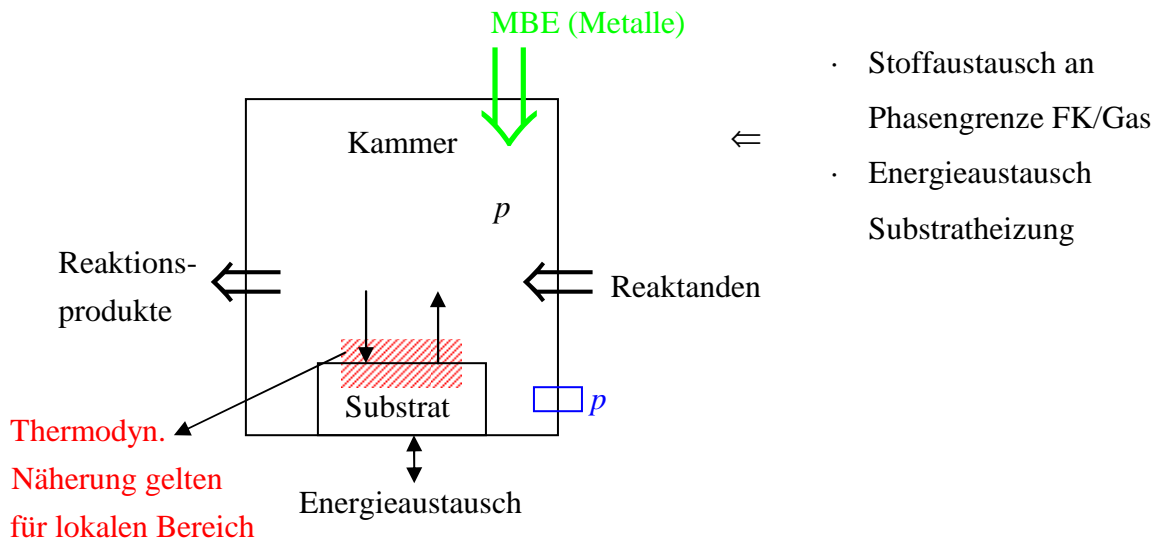 MBE (Metalle)
· Stoffaustausch an
Phasengrenze FK/Gas
· Energieaustausch
Substratheizung
⇐
Kammer
p
Reaktions-
produkte
Reaktanden
Substrat
p
Thermodyn.
Näherung gelten
für lokalen Bereich
Energieaustausch